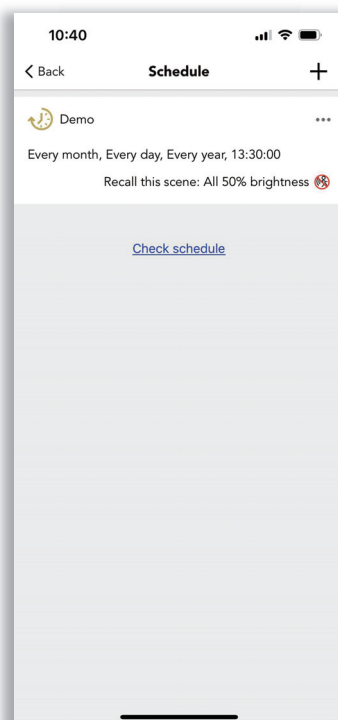 10:40
Back
Schedule
Demo
Every month, Every day, Every year, 13:30:00
Recall this scene: All 50% brightness
Check schedule